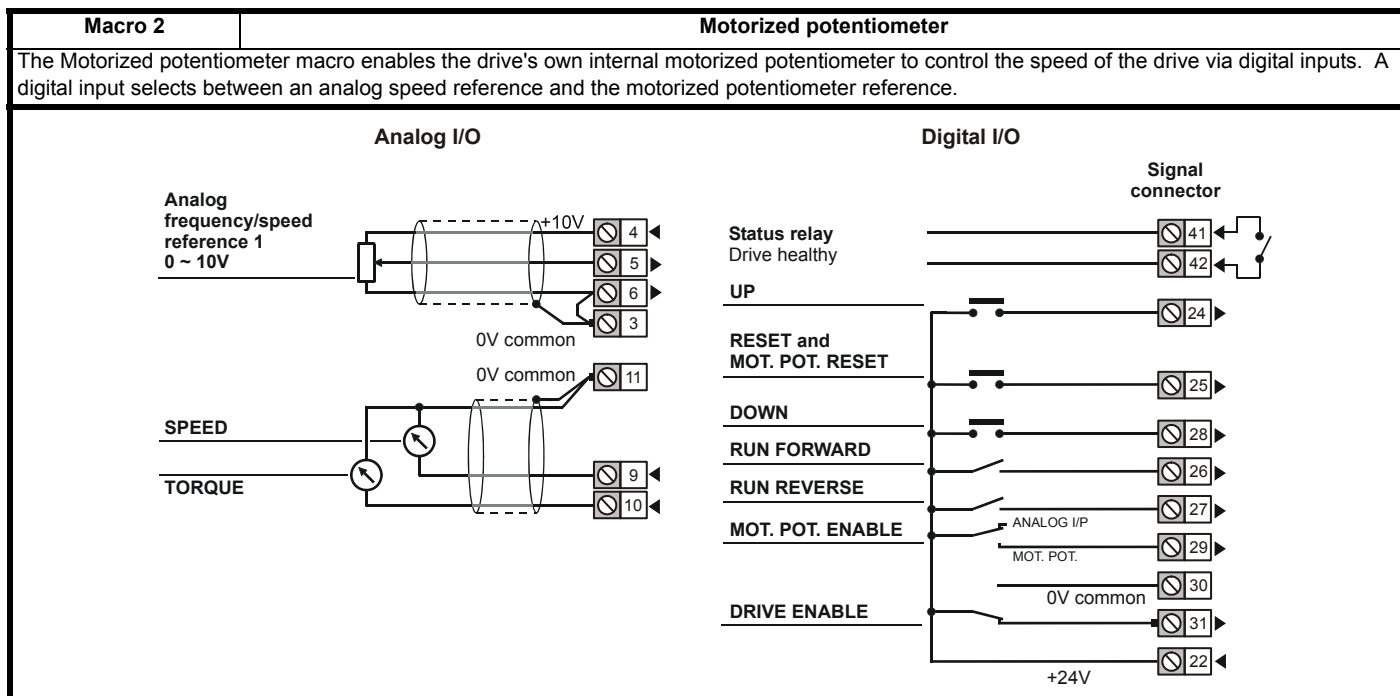 Macro 2
Motorized potentiometer
The Motorized potentiometer macro enables the drive's own internal motorized potentiometer to control the speed of the drive via digital inputs. A
digital input selects between an analog speed reference and the motorized potentiometer reference.
Analog I/O
Analog
frequency/speed
reference 1
0 ~ 10V
+10V
4
5
6
3
0V common
0V common
11
SPEED
TORQUE
9
10
Digital I/O
Signal
connector
Status relay
Drive healthy
41
42
UP
24
RESET and
MOT. POT. RESET
25
DOWN
28
RUN FORWARD
26
RUN REVERSE
27
MOT. POT. ENABLE
ANALOG I/P
MOT. POT.
29
30
0V common
DRIVE ENABLE
31
22
+24V